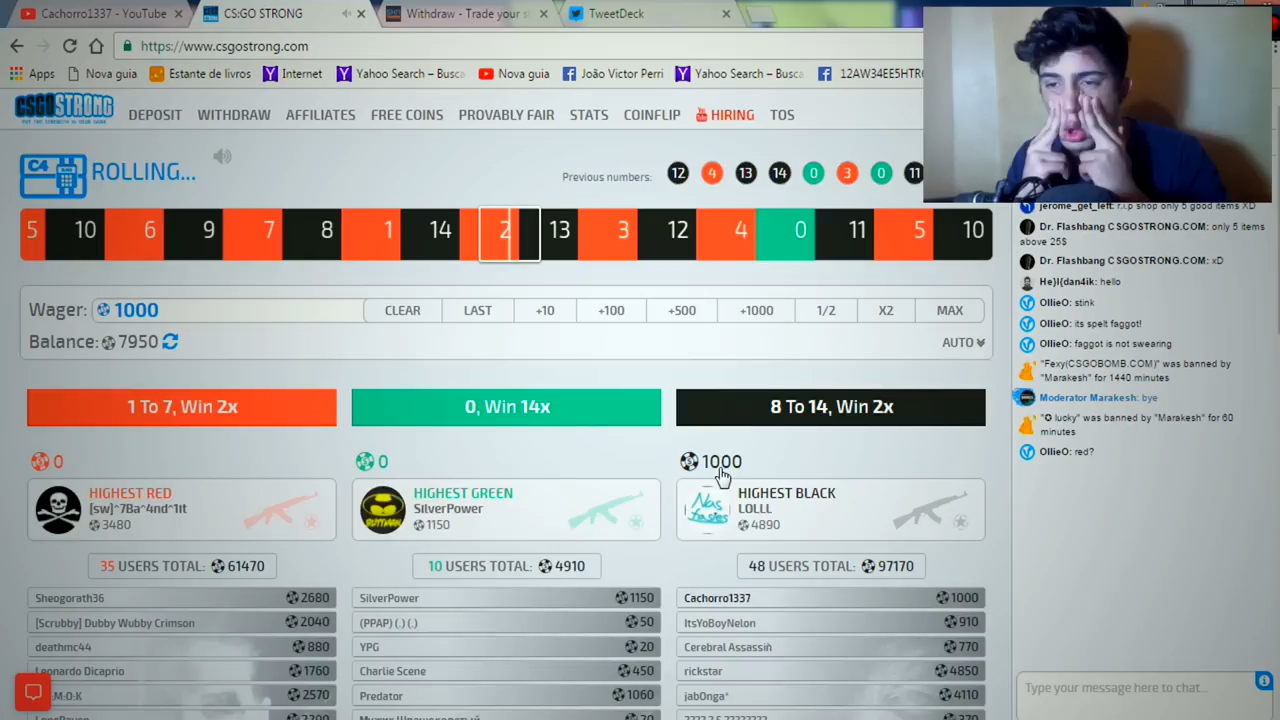 Cachorro1337 - YouTube
CS:GO STRONG
Withdraw - Trade your s
TweetDeck
https://www.csgostrong.com
Apps
Nova guia
Estante de livros
Internet
Yahoo Search – Busca
Nova guia
João Victor Perri
Yahoo Search – Busca
12AW34EE5HTR
CSGOSTRONG
DEPOSIT
WITHDRAW
AFFILIATES
FREE COINS
PROVABLY FAIR
STATS
COINFLIP
HIRING
TOS
C4
ROLLING...
Previous numbers:
12 4 13 14 0 3 0 11
5 10 6 9 7 8 1 14 2 13 3 12 4 0 11 5 10
Wager: 1000
CLEAR
LAST
+10
+100
+500
+1000
1/2
X2
MAX
Balance: 7950
AUTO
1 To 7, Win 2x
0, Win 14x
8 To 14, Win 2x
0
0
1000
HIGHEST RED
[sw]^7Ba^4nd^1It
3480
HIGHEST GREEN
SilverPower
1150
HIGHEST BLACK
LOLLL
4890
35 USERS TOTAL: 61470
10 USERS TOTAL: 4910
48 USERS TOTAL: 97170
Sheogorath36 2680
SilverPower 1150
Cachorro1337 1000
[Scrubby] Dubby Wubby Crimson 2040
(PPAP) (.) (.) 50
ItsYoBoyNelon 910
deathmc44 880
YPG 20
Cerebral Assassin 770
Leonardo Dicaprio 1760
Charlie Scene 450
rickstar 4850
.M.O.K 2570
Predator 1060
jabOnga* 4110
jerome_get_left: r.i.p shop only 5 good items XD
Dr. Flashbang CSGOSTRONG.COM: only 5 items
above 25$
Dr. Flashbang CSGOSTRONG.COM: xD
He}I{dan4ik: hello
OllieO: stink
OllieO: its spelt faggot!
OllieO: faggot is not swearing
"Fexy(CSGOBOMB.COM)" was banned by
"Marakesh" for 1440 minutes
Moderator Marakesh: bye
"✪ lucky" was banned by "Marakesh" for 60
minutes
OllieO: red?
Type your message here to chat...